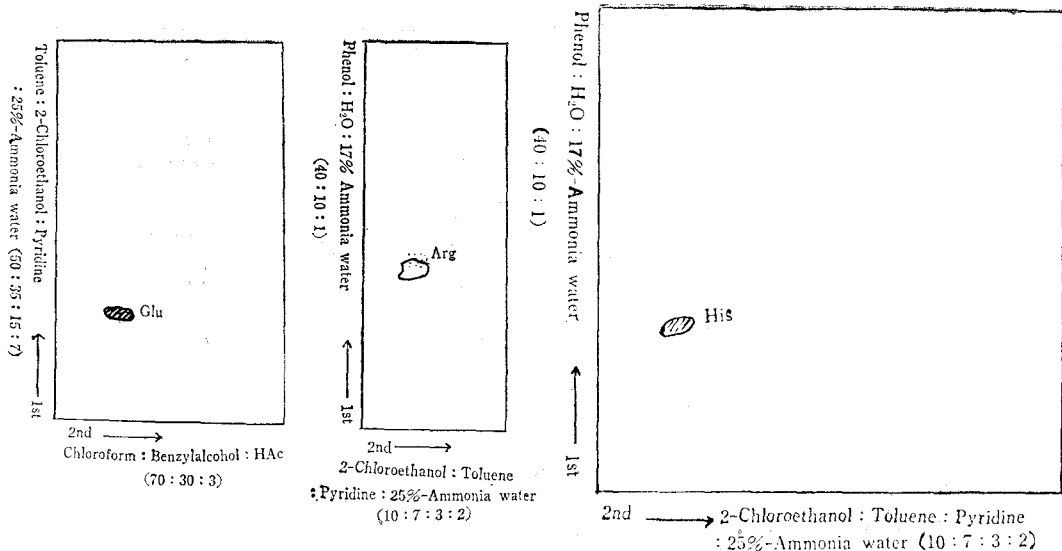 Toluene : 2-Chloroethanol : Pyridine
: 25%-Ammonia water (50 : 35 : 15 : 7)
1st
Glu
2nd
Chloroform : Benzylalcohol : HAc
(70 : 30 : 3)
Phenol : H₂O : 17% Ammonia water
(40 : 10 : 1)
1st
Arg
2nd
2-Chloroethanol : Toluene
: Pyridine : 25%-Ammonia water
(10 : 7 : 3 : 2)
Phenol : H₂O : 17%-Ammonia water
(40 : 10 : 1)
1st
His
2nd
2-Chloroethanol : Toluene : Pyridine
: 25%-Ammonia water (10 : 7 : 3 : 2)